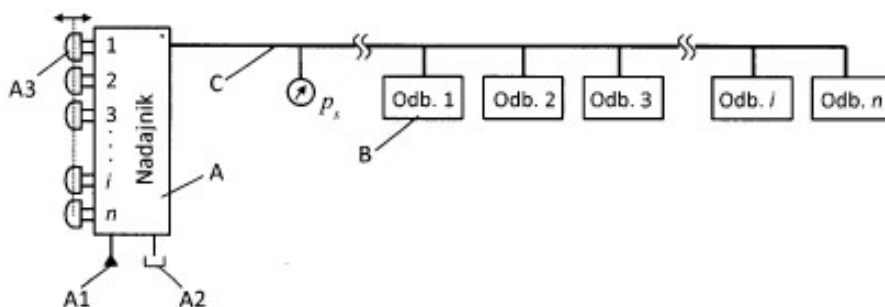 1
A3
2
3
i
n
Nadajnik
A
A1
A2
C
p_s
Odb. 1
Odb. 2
Odb. 3
Odb. i
Odb. n
B